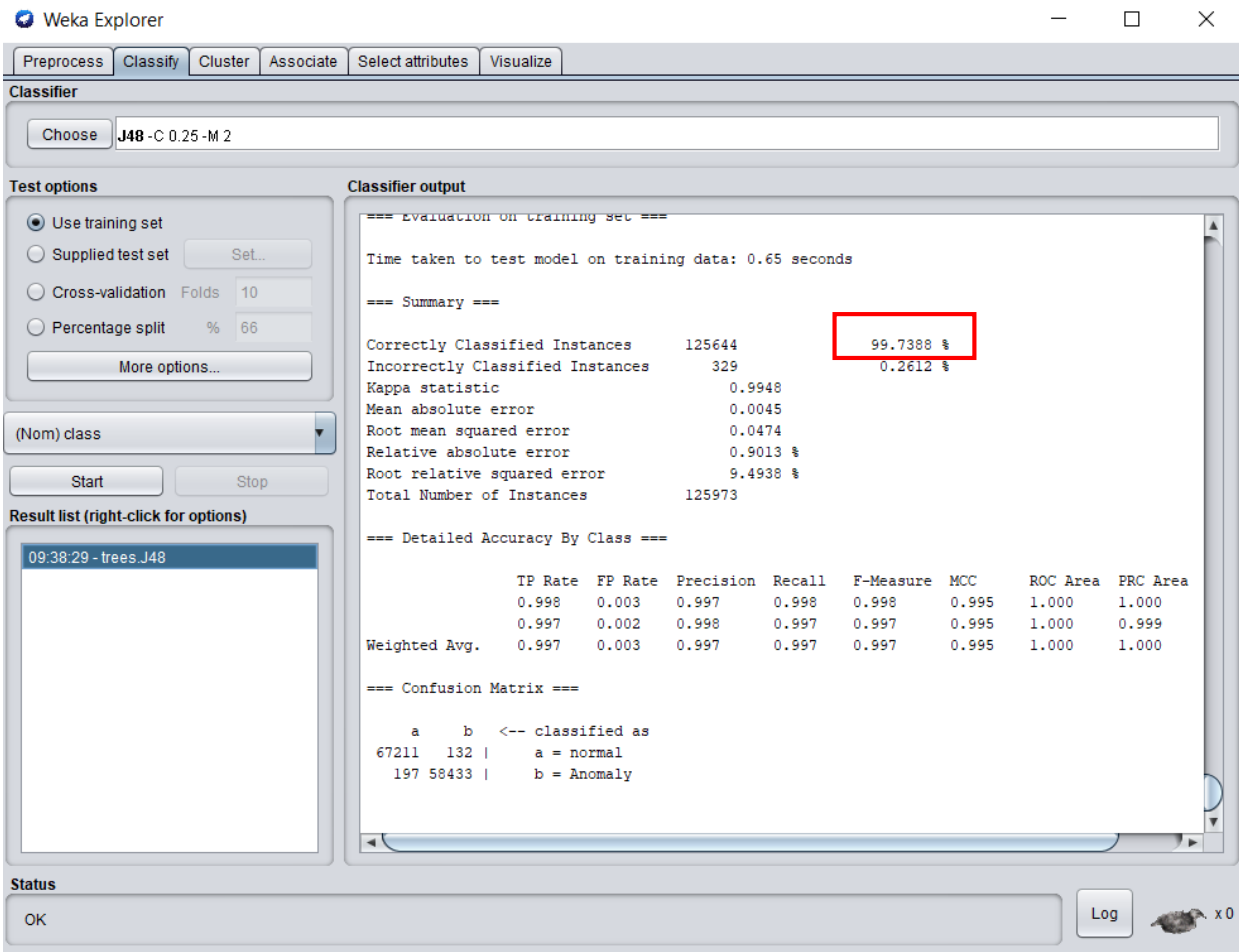 Weka Explorer
Preprocess Classify Cluster Associate Select attributes Visualize
Classifier
Choose J48 -C 0.25 -M 2
Test options
Use training set
Supplied test set Set...
Cross-validation Folds 10
Percentage split % 66
More options...
(Nom) class
Start Stop
Result list (right-click for options)
09:38:29 - trees.J48
Classifier output
=== Evaluation on training set ===
Time taken to test model on training data: 0.65 seconds
=== Summary ===
Correctly Classified Instances 125644 99.7388 %
Incorrectly Classified Instances 329 0.2612 %
Kappa statistic 0.9948
Mean absolute error 0.0045
Root mean squared error 0.0474
Relative absolute error 0.9013 %
Root relative squared error 9.4938 %
Total Number of Instances 125973
=== Detailed Accuracy By Class ===
TP Rate FP Rate Precision Recall F-Measure MCC ROC Area PRC Area
0.998 0.003 0.997 0.998 0.998 0.995 1.000 1.000
0.997 0.002 0.998 0.997 0.997 0.995 1.000 0.999
Weighted Avg. 0.997 0.003 0.997 0.997 0.997 0.995 1.000 1.000
=== Confusion Matrix ===
a b <-- classified as
67211 132 | a = normal
197 58433 | b = Anomaly
Status
OK
Log
x 0